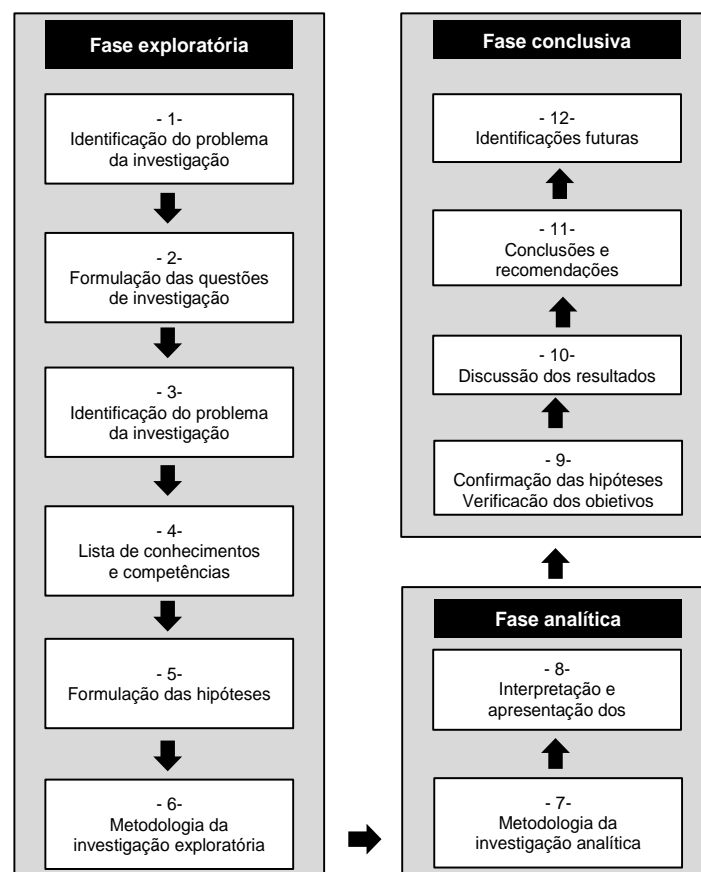 Fase exploratória
- 1-
Identificação do problema
da investigação
- 2-
Formulação das questões
de investigação
- 3-
Identificação do problema
da investigação
- 4-
Lista de conhecimentos
e competências
- 5-
Formulação das hipóteses
- 6-
Metodologia da
investigação exploratória
Fase analítica
- 7-
Metodologia da
investigação analítica
- 8-
Interpretação e
apresentação dos
Fase conclusiva
- 9-
Confirmação das hipóteses
Verificacão dos obietivos
- 10-
Discussão dos resultados
- 11-
Conclusões e
recomendações
- 12-
Identificações futuras